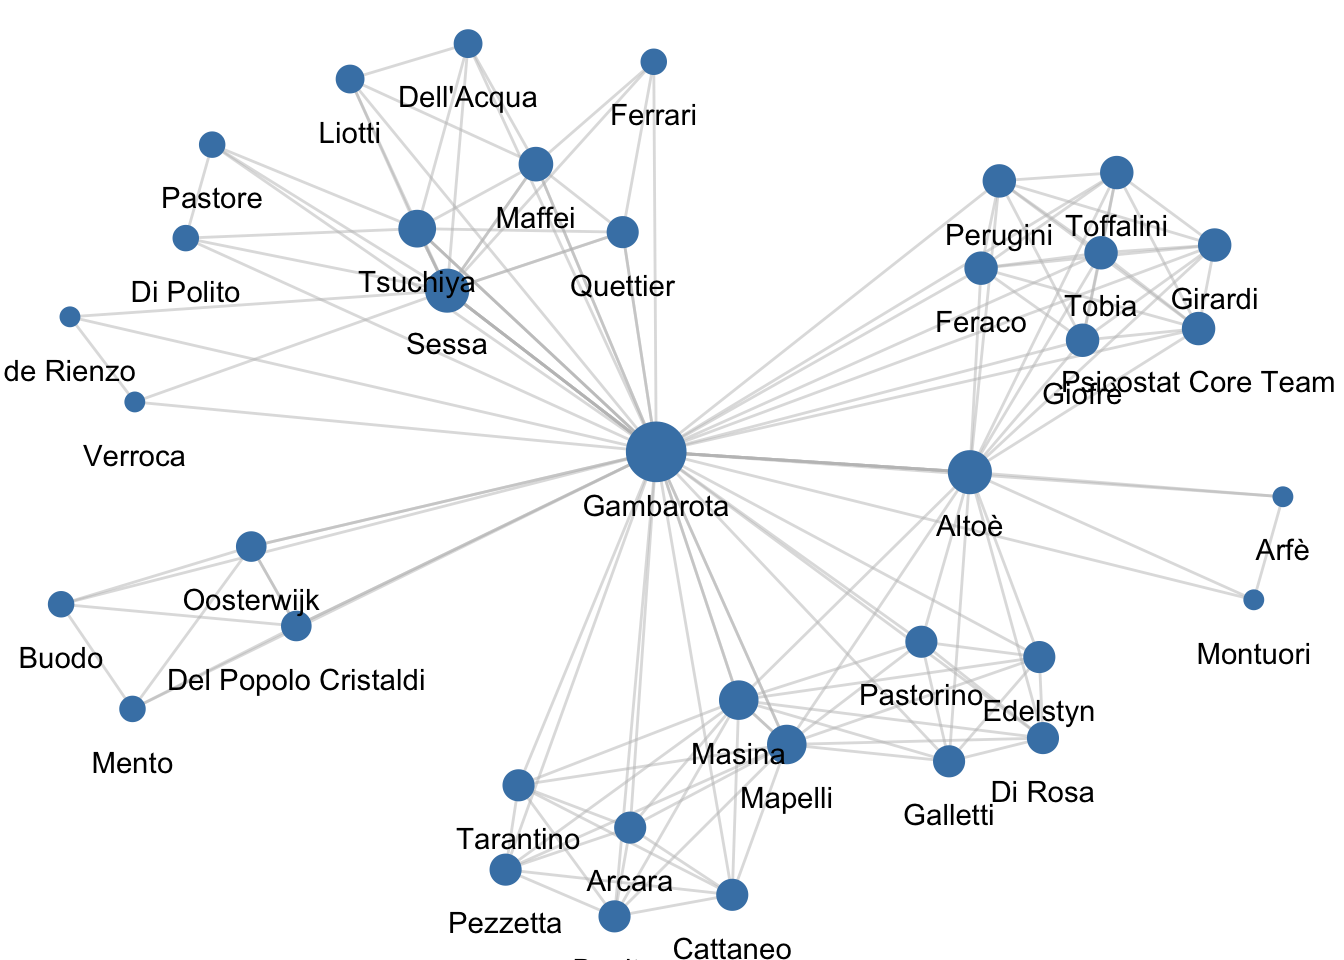 Dell'Acqua
Ferrari
Liotti
Pastore
Maffei
Toffalini
Perugini
Tsuchiya
Quettier
Di Polito
Girardi
Tobia
Feraco
Sessa
de Rienzo
Psicostat Core Team
Giofrè
Verroca
Gambarota
Altoè
Arfè
Oosterwijk
Montuori
Buodo
Del Popolo Cristaldi
Pastorino
Edelstyn
Masina
Mento
Di Rosa
Mapelli
Galletti
Tarantino
Arcara
Pezzetta
Cattaneo